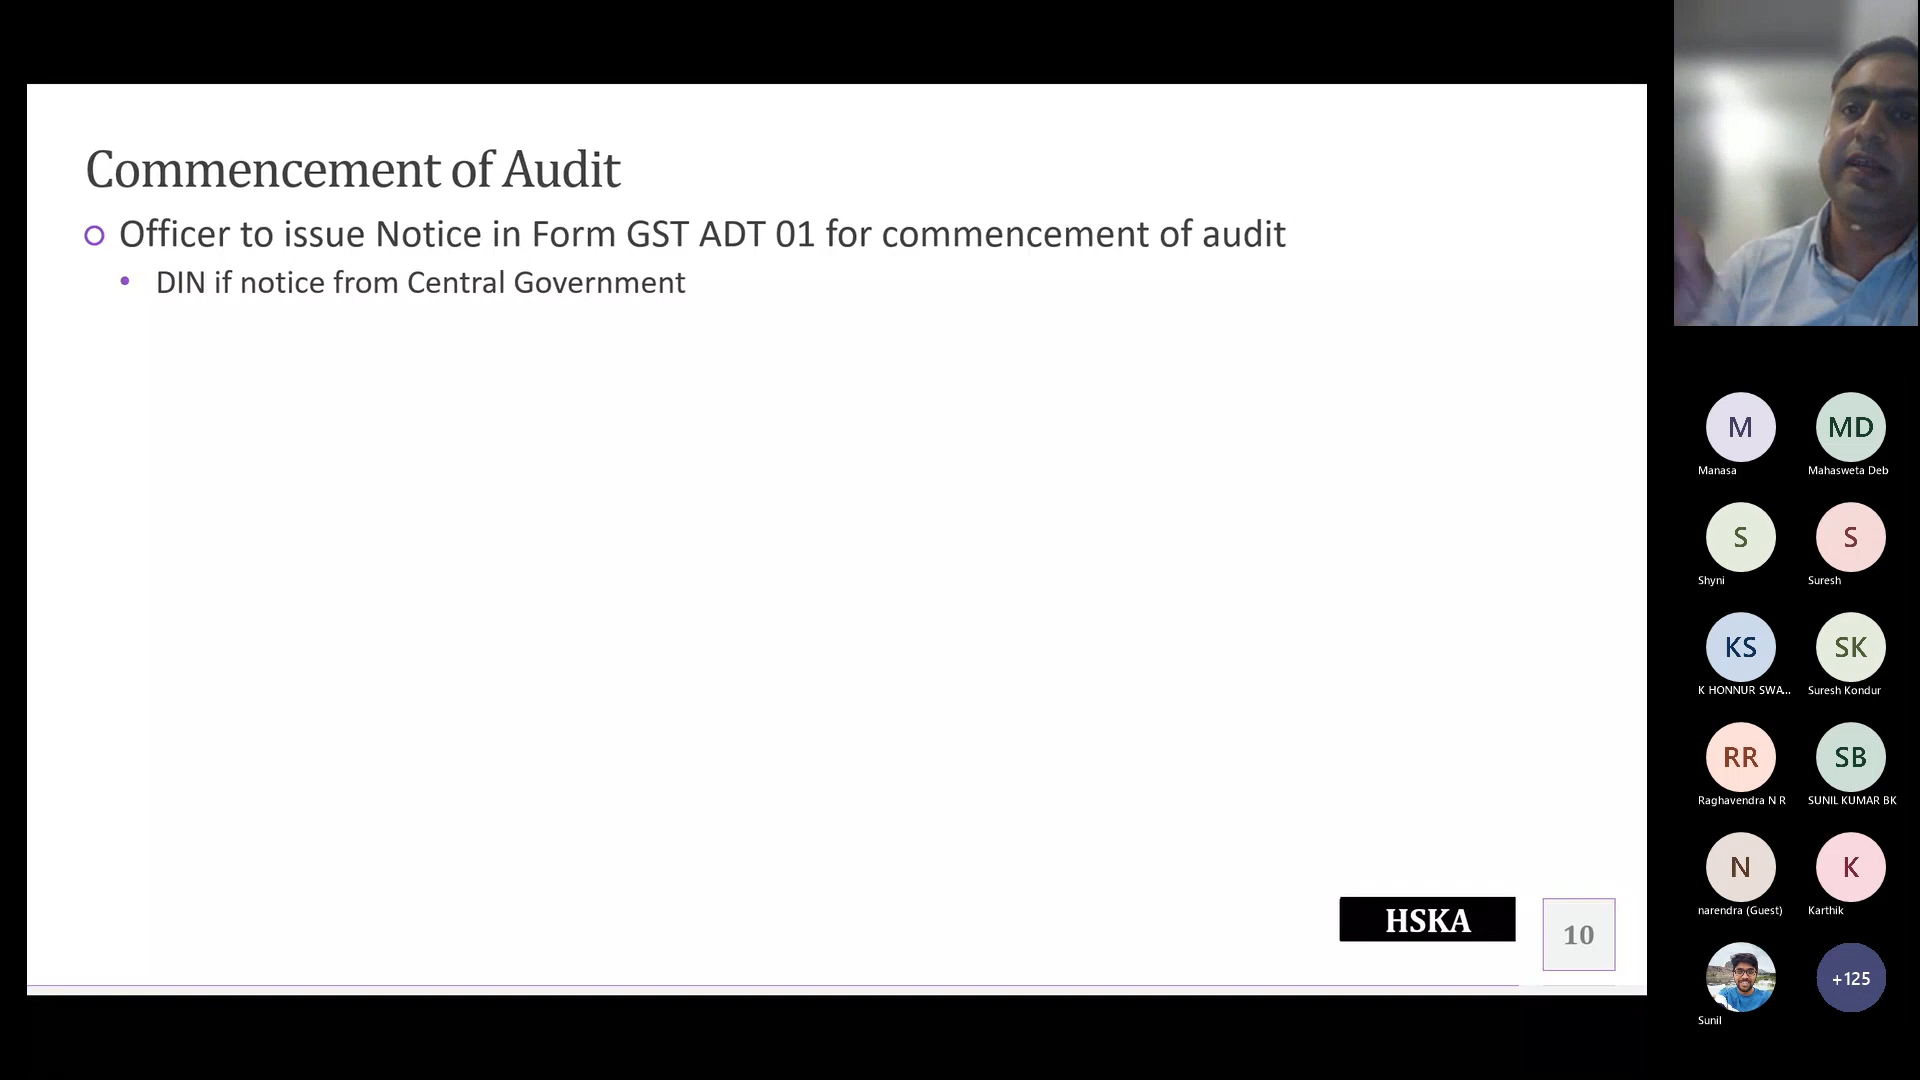 Commencement of Audit
Officer to issue Notice in Form GST ADT 01 for commencement of audit
• DIN if notice from Central Government
HSKA
10
M
MD
Manasa
Mahasweta Deb
S
S
Shyni
Suresh
KS
SK
K HONNUR SWA...
Suresh Kondur
RR
SB
Raghavendra N R
SUNIL KUMAR BK
N
K
narendra (Guest)
Karthik
+125
Sunil